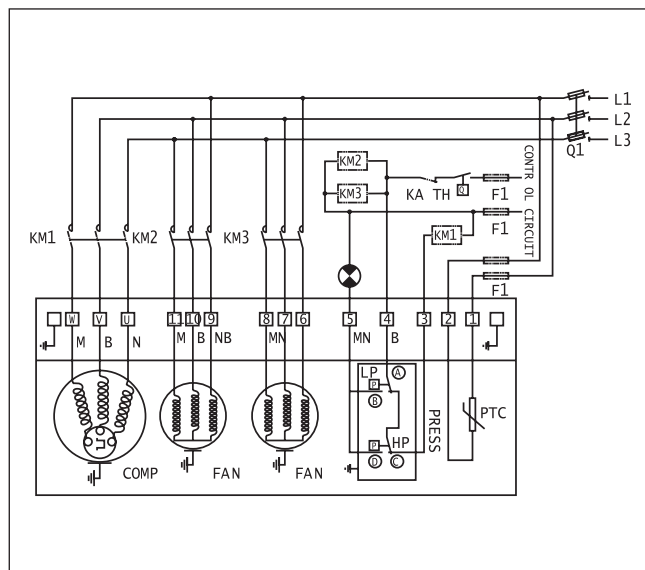 L1
L2
L3
Q1
KM2
KM3
KA TH
Q
F1
F1
CONTR OL CIRCUIT
KM1
F1
KM1
KM2
KM3
W
V
U
11
10
9
8
7
6
5
4
3
2
1
M
B
N
M
B
NB
MN
MN
B
LP
A
P
B
HP
P
D
C
PRESS
PTC
COMP
FAN
FAN